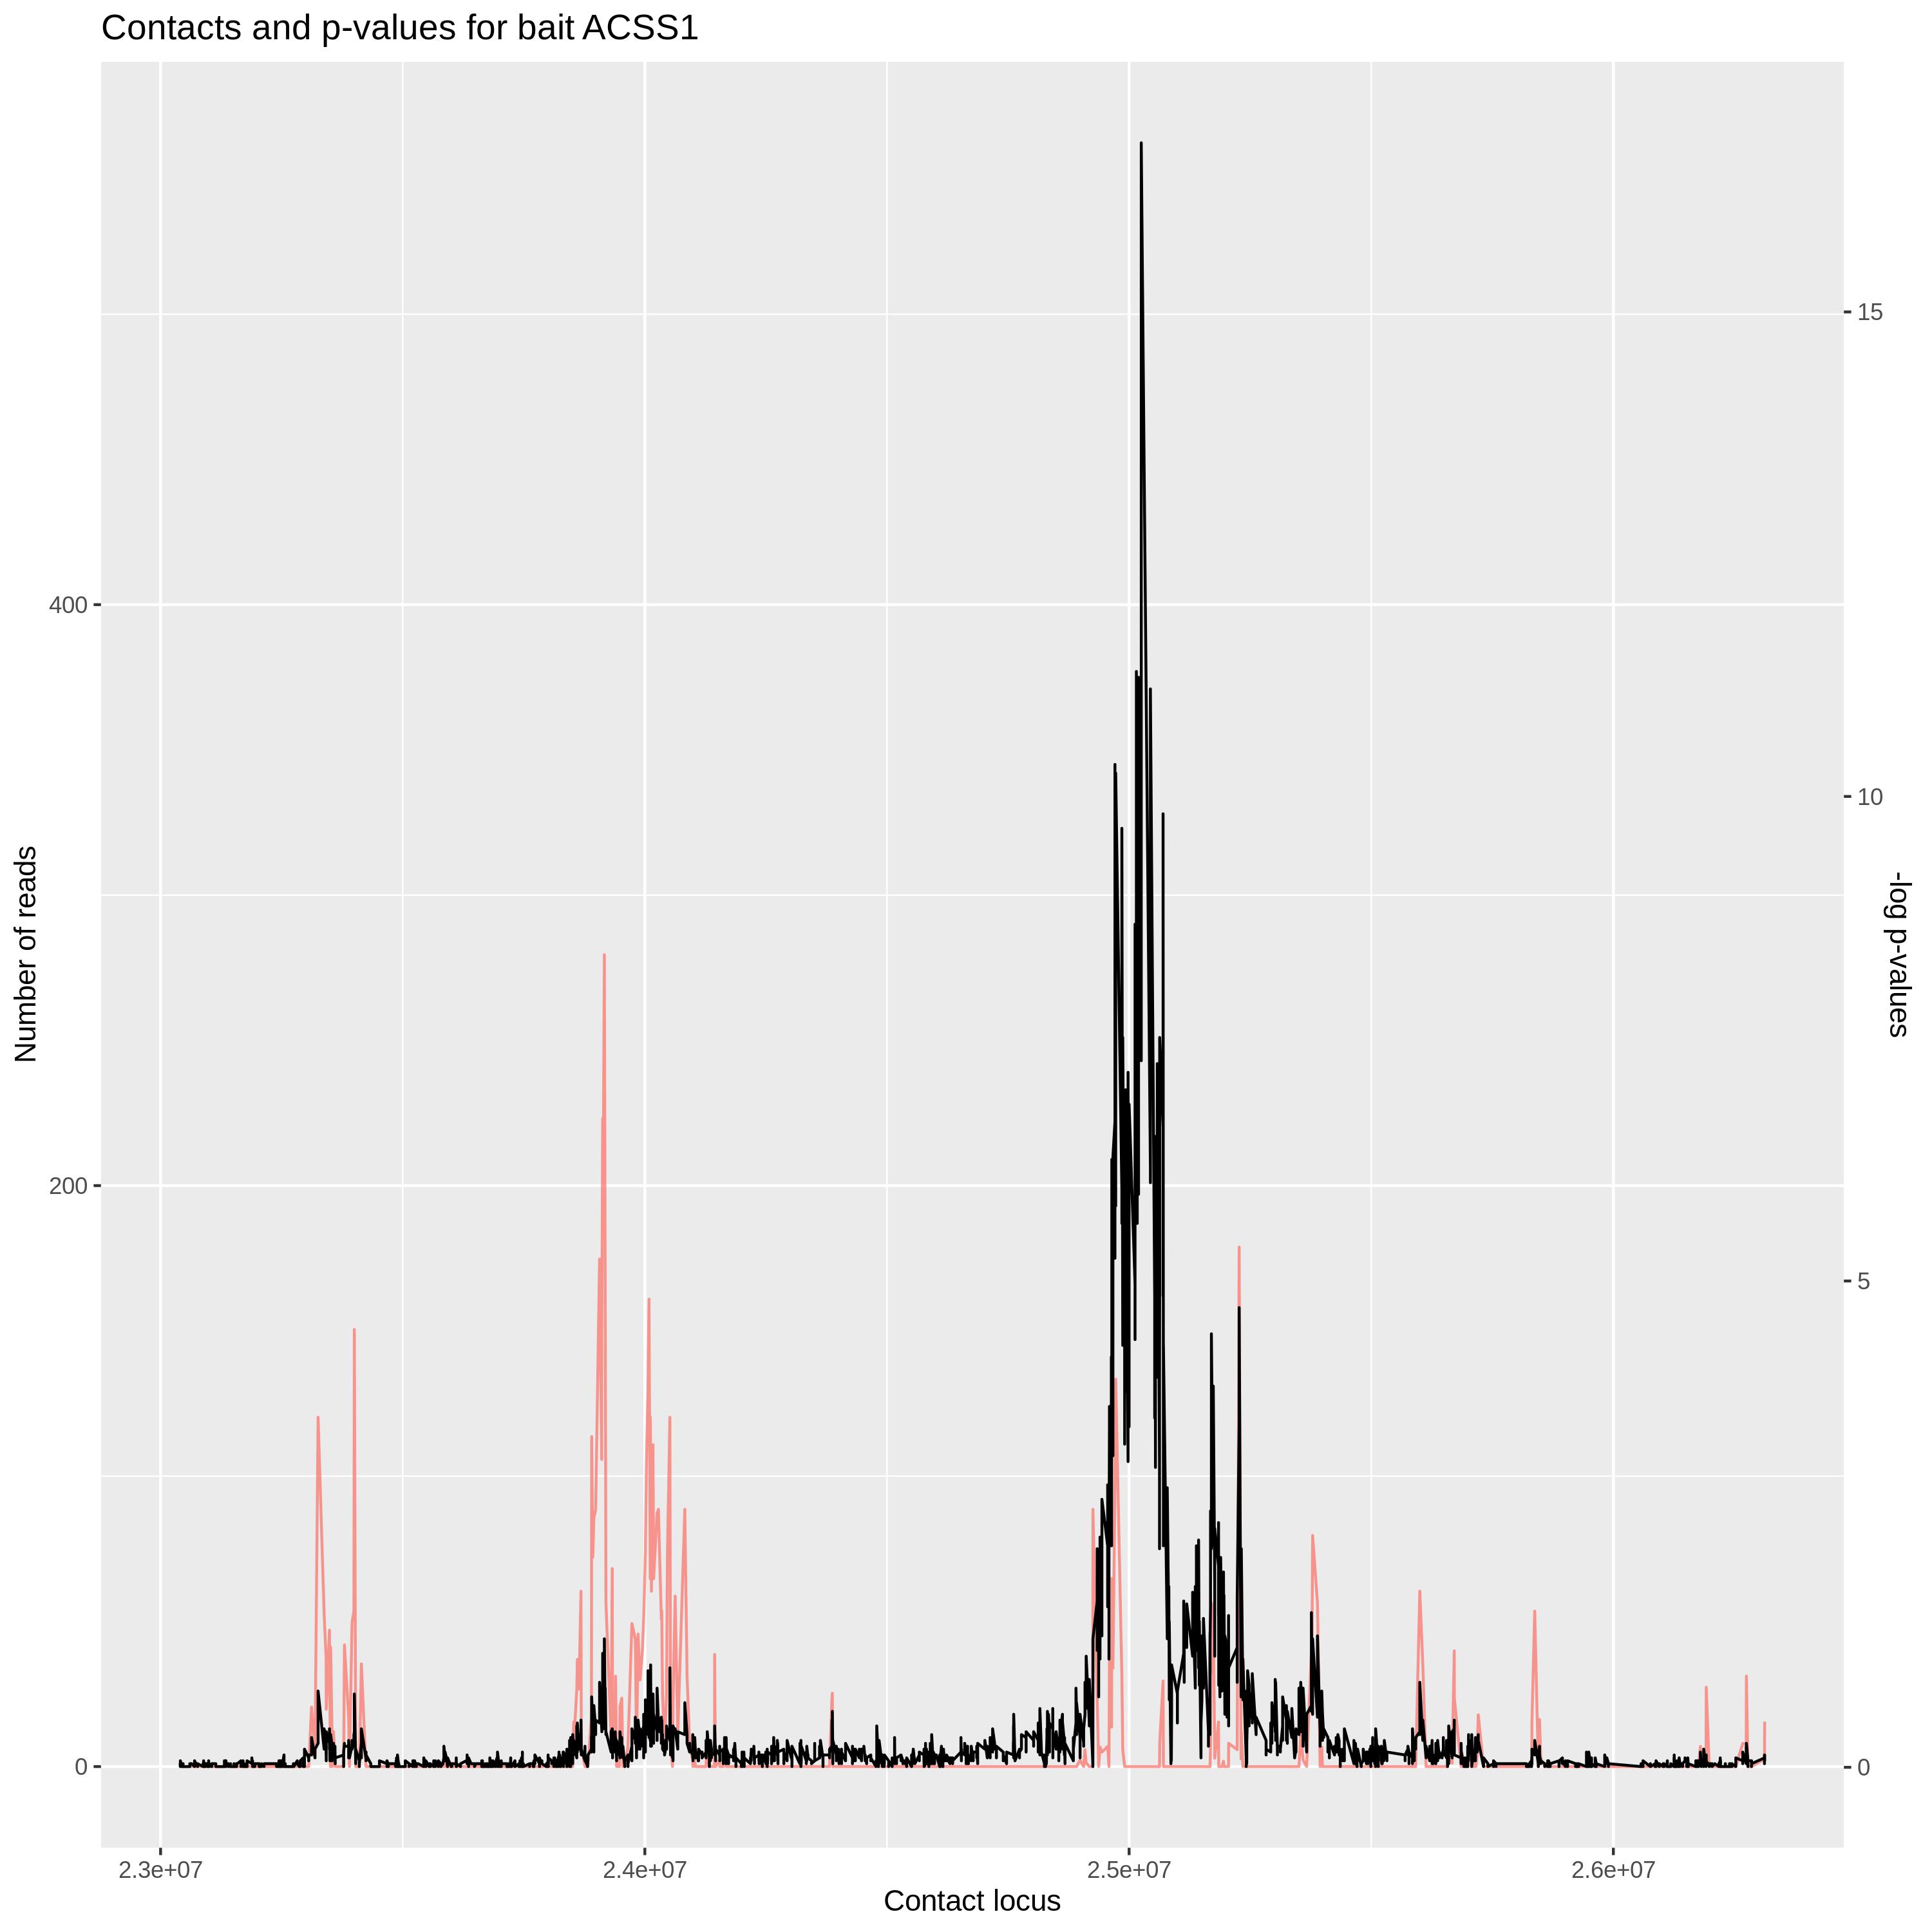 Contacts and p-values for bait ACSS1
Number of reads
400
200
0
15
10
5
0
-log p-values
2.3e+07
2.4e+07
2.5e+07
2.6e+07
Contact locus